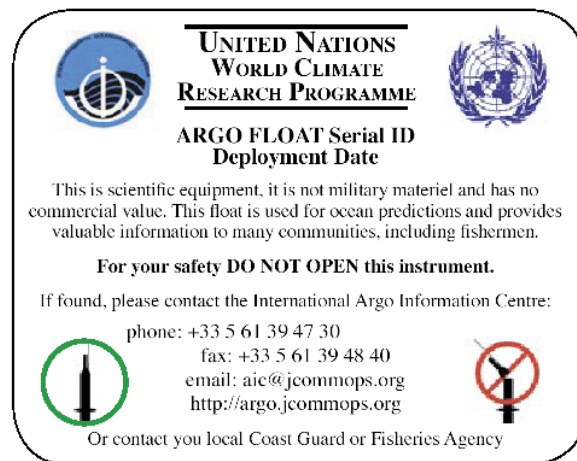 UNITED NATIONS
WORLD CLIMATE
RESEARCH PROGRAMME
ARGO FLOAT Serial ID
Deployment Date
This is scientific equipment, it is not military materiel and has no
commercial value. This float is used for ocean predictions and provides
valuable information to many communities, including fishermen.
For your safety DO NOT OPEN this instrument.
If found, please contact the International Argo Information Centre:
phone: +33 5 61 39 47 30
fax: +33 5 61 39 48 40
email: aic@jcommops.org
http://argo.jcommops.org
Or contact you local Coast Guard or Fisheries Agency